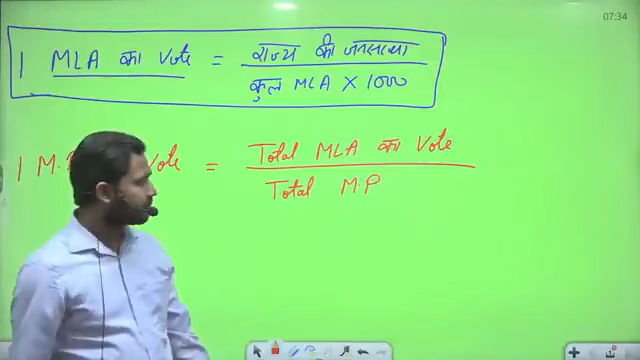 07:34
1 MLA का Vote = राज्य की जनसंख्या / कुल MLA X 1000
1 M.P Vote = Total MLA का Vote / Total M.P